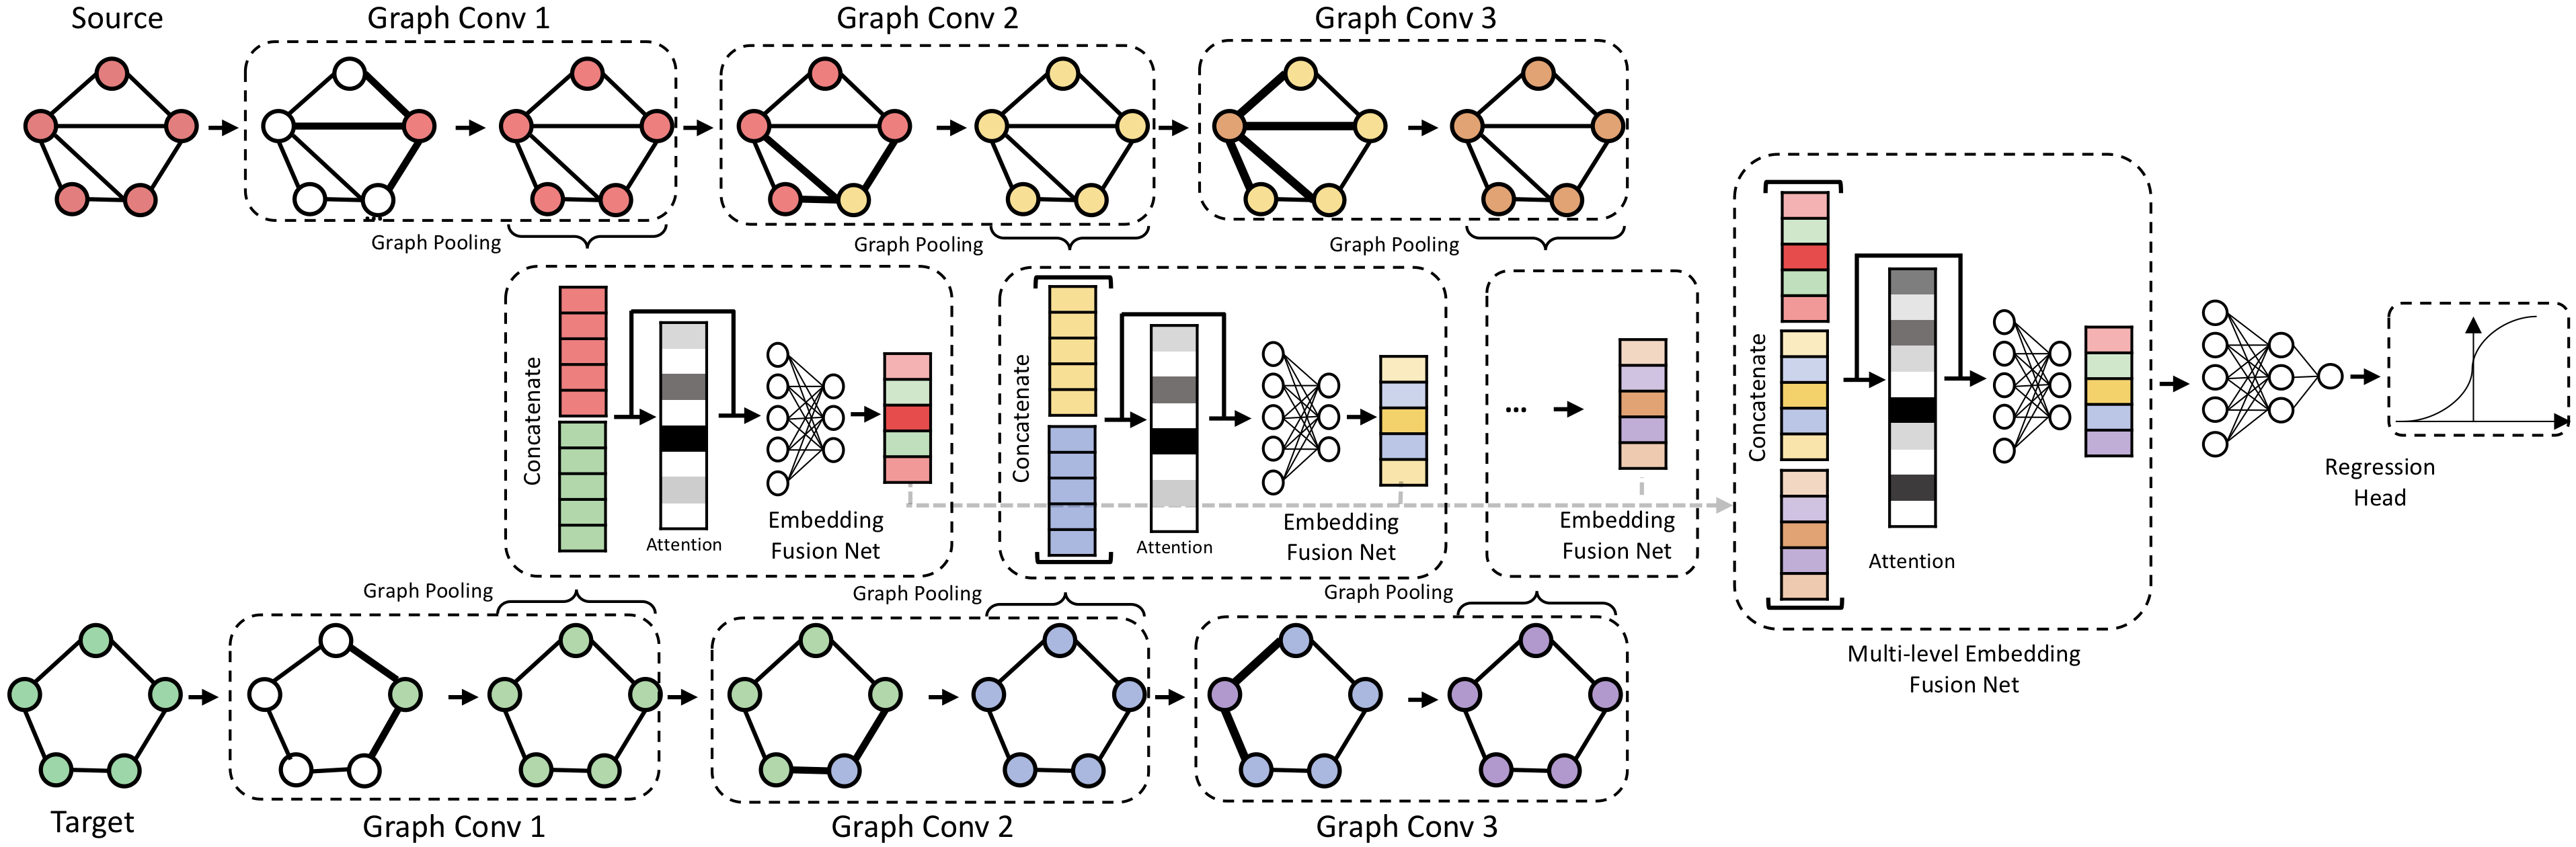 Source
Graph Conv 1
Graph Conv 2
Graph Conv 3
Graph Pooling
Graph Pooling
Graph Pooling
Concatenate
Attention
Embedding
Fusion Net
Concatenate
Attention
Embedding
Fusion Net
...
Embedding
Fusion Net
Concatenate
Attention
Multi-level Embedding
Fusion Net
Regression
Head
Graph Pooling
Graph Pooling
Graph Pooling
Target
Graph Conv 1
Graph Conv 2
Graph Conv 3